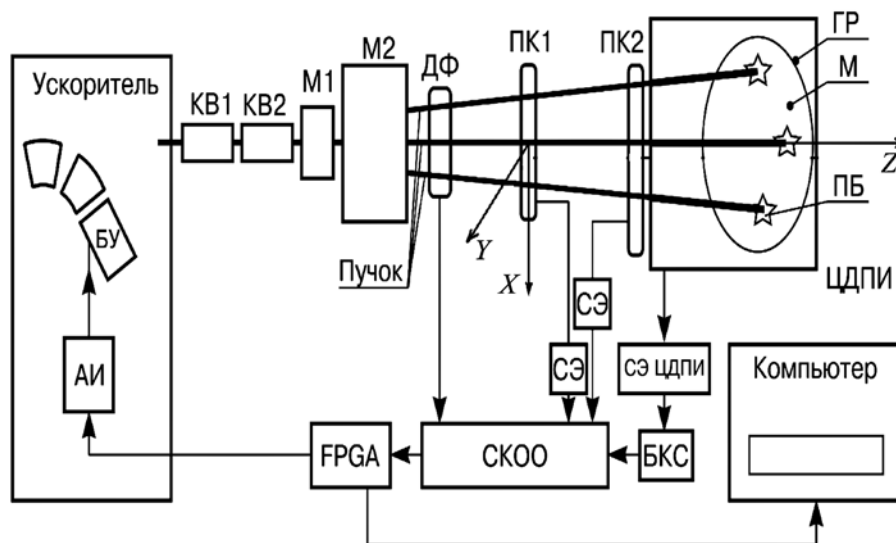 Ускоритель
КВ1
КВ2
М1
М2
ДФ
ПК1
ПК2
ГР
М
Z
ПБ
ЦДПИ
БУ
Пучок
Y
X
СЭ
АИ
СЭ
СЭ ЦДПИ
Компьютер
FPGA
СКОО
БКС